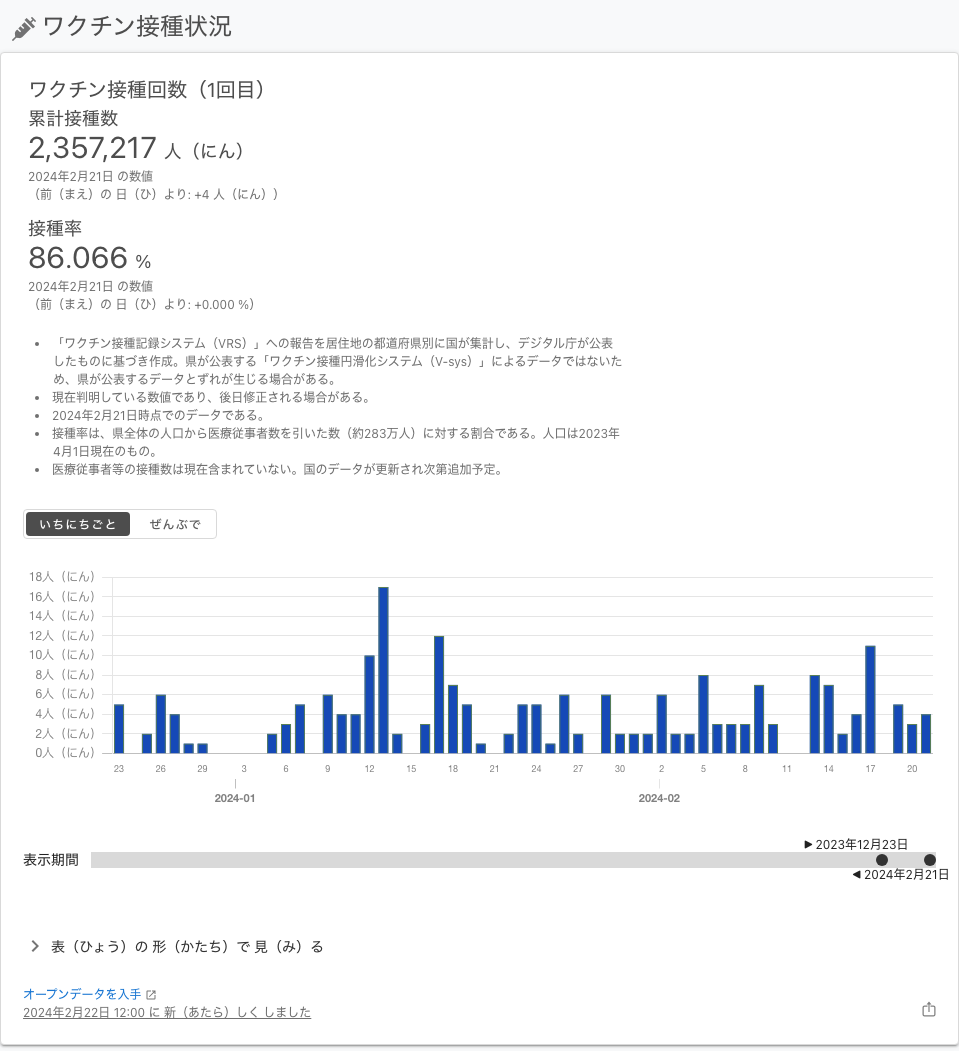 ワクチン接種状況
ワクチン接種回数（1回目）
累計接種数
2,357,217 人（にん）
2024年2月21日 の数値
（前（まえ）の 日（ひ）より: +4 人（にん））
接種率
86.066 %
2024年2月21日 の数値
（前（まえ）の 日（ひ）より: +0.000 %）
• 「ワクチン接種記録システム（VRS）」への報告を居住地の都道府県別に国が集計し、デジタル庁が公表
したものに基づき作成。県が公表する「ワクチン接種円滑化システム（V-sys）」によるデータではないた
め、県が公表するデータとずれが生じる場合がある。
• 現在判明している数値であり、後日修正される場合がある。
• 2024年2月21日時点でのデータである。
• 接種率は、県全体の人口から医療従事者数を引いた数（約283万人）に対する割合である。人口は2023年
4月1日現在のもの。
• 医療従事者等の接種数は現在含まれていない。国のデータが更新され次第追加予定。
いちにちごと ぜんぶで
18人（にん）
16人（にん）
14人（にん）
12人（にん）
10人（にん）
8人（にん）
6人（にん）
4人（にん）
2人（にん）
0人（にん）
23 26 29 3 6 9 12 15 18 21 24 27 30 2 5 8 11 14 17 20
2024-01 2024-02
▶ 2023年12月23日
表示期間
◀ 2024年2月21日
表（ひょう）の 形（かたち）で 見（み）る
オープンデータを入手
2024年2月22日 12:00 に 新（あたら）しく しました